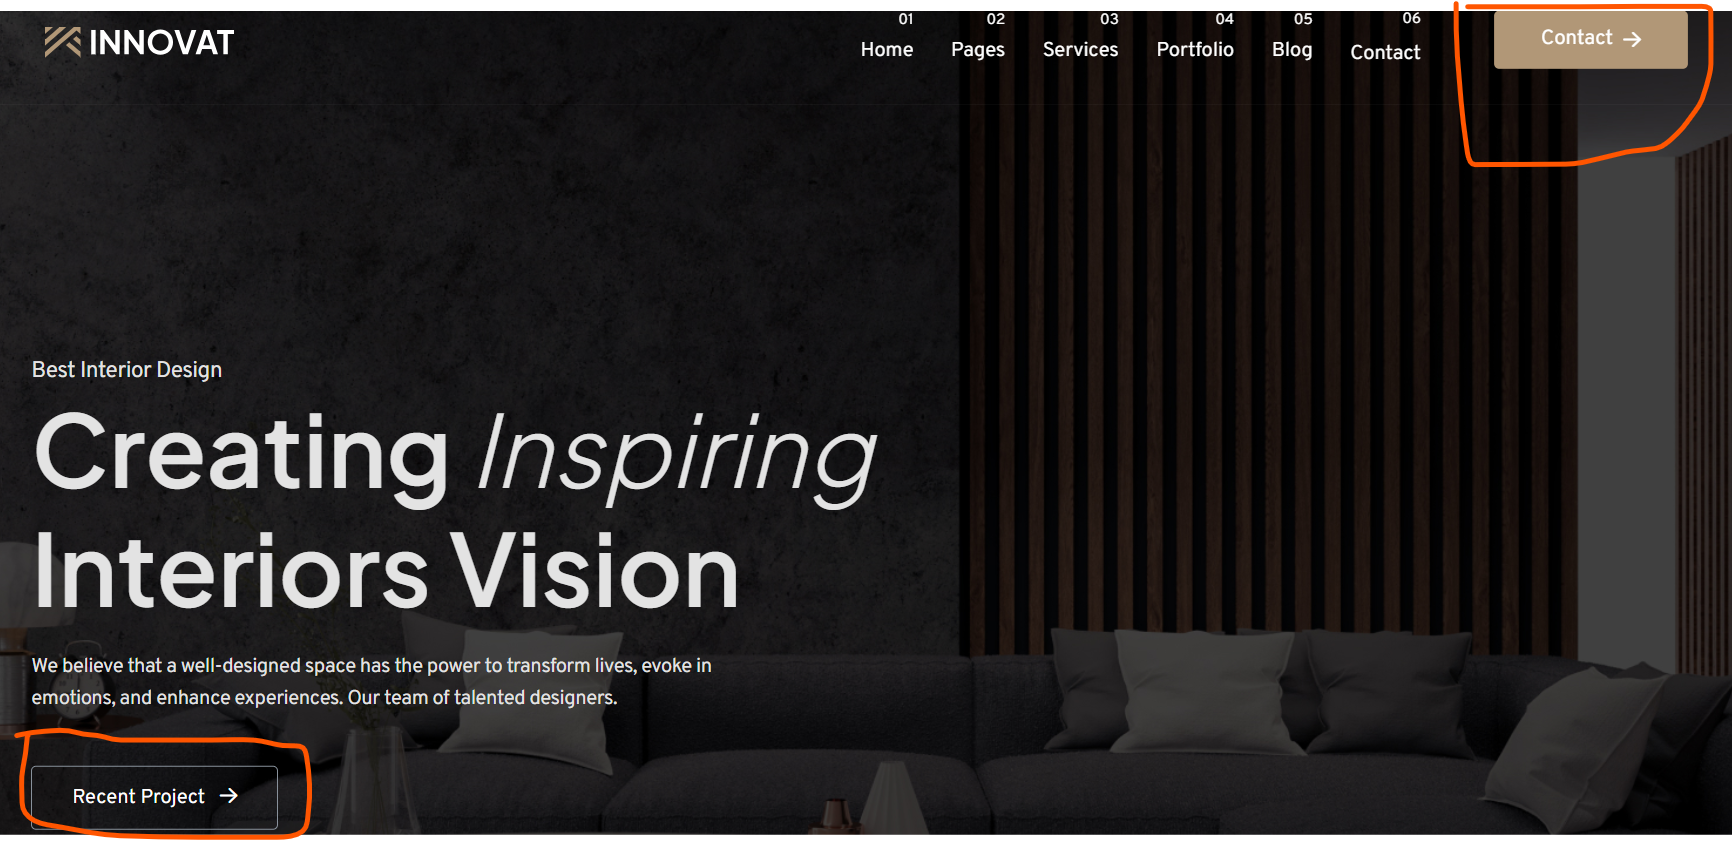 INNOVAT
01 02 03 04 05 06
Home Pages Services Portfolio Blog Contact
Contact →
Best Interior Design
Creating Inspiring
Interiors Vision
We believe that a well-designed space has the power to transform lives, evoke in
emotions, and enhance experiences. Our team of talented designers.
Recent Project →